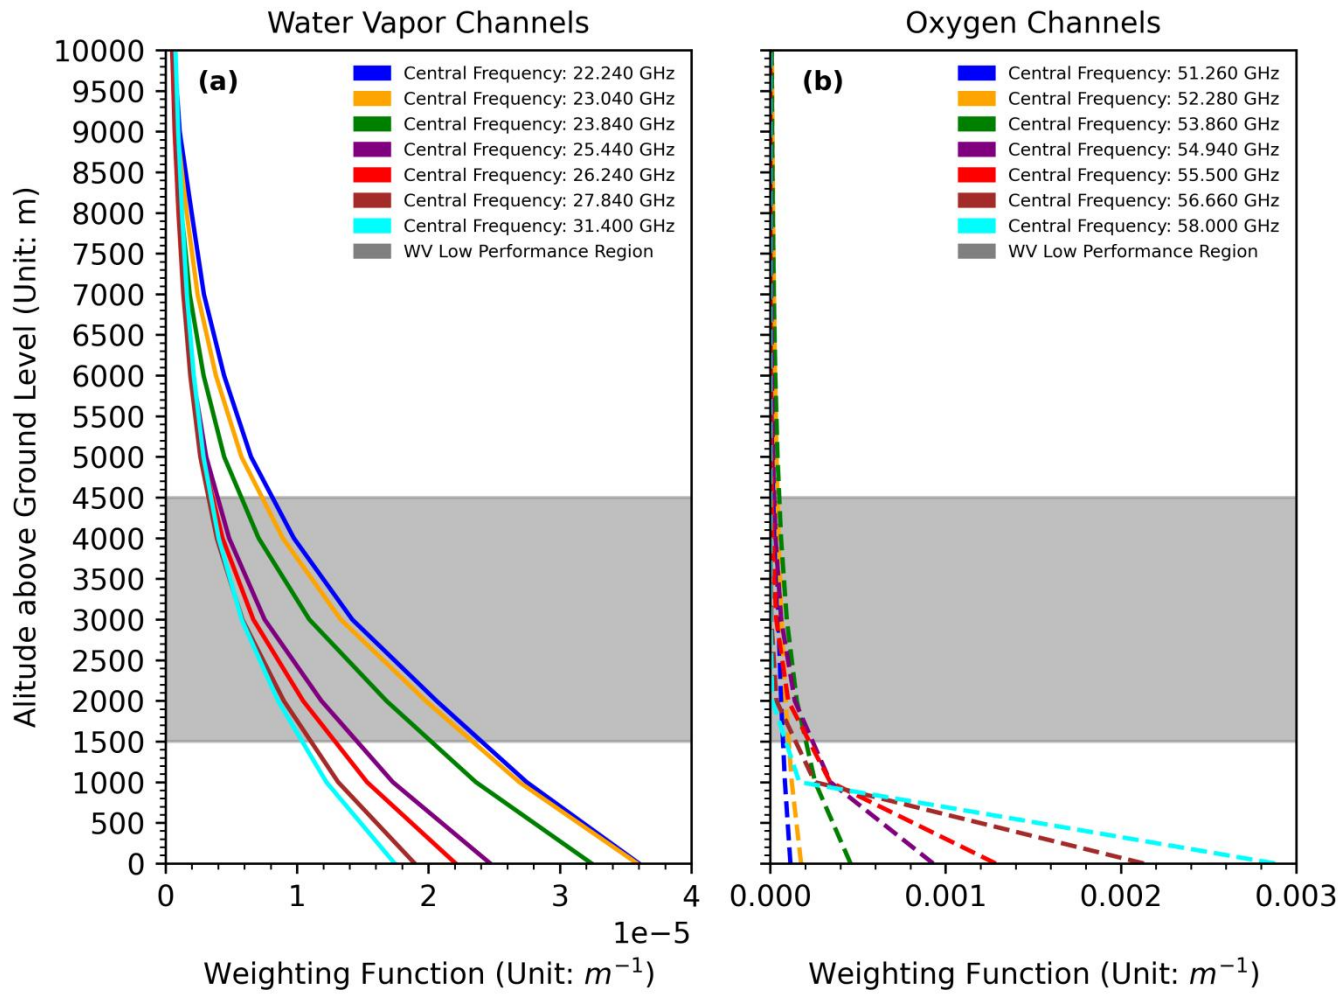 Water Vapor Channels
Oxygen Channels
(a)
Central Frequency: 22.240 GHz
Central Frequency: 23.040 GHz
Central Frequency: 23.840 GHz
Central Frequency: 25.440 GHz
Central Frequency: 26.240 GHz
Central Frequency: 27.840 GHz
Central Frequency: 31.400 GHz
WV Low Performance Region
(b)
Central Frequency: 51.260 GHz
Central Frequency: 52.280 GHz
Central Frequency: 53.860 GHz
Central Frequency: 54.940 GHz
Central Frequency: 55.500 GHz
Central Frequency: 56.660 GHz
Central Frequency: 58.000 GHz
WV Low Performance Region
Alitude above Ground Level (Unit: m)
10000
9500
9000
8500
8000
7500
7000
6500
6000
5500
5000
4500
4000
3500
3000
2500
2000
1500
1000
500
0
0 1 2 3 4
1e−5
0.000 0.001 0.002 0.003
Weighting Function (Unit: m⁻¹)
Weighting Function (Unit: m⁻¹)